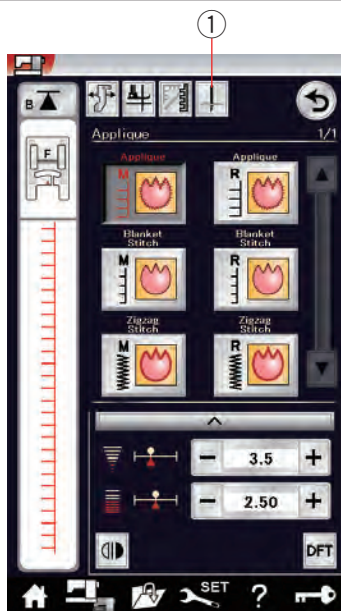 1
B
F
Applique 1/1
Applique Applique
M R
Blanket Stitch Blanket Stitch
M R
Zigzag Stitch Zigzag Stitch
M R
− 3.5 +
− 2.50 +
DFT
SET ?